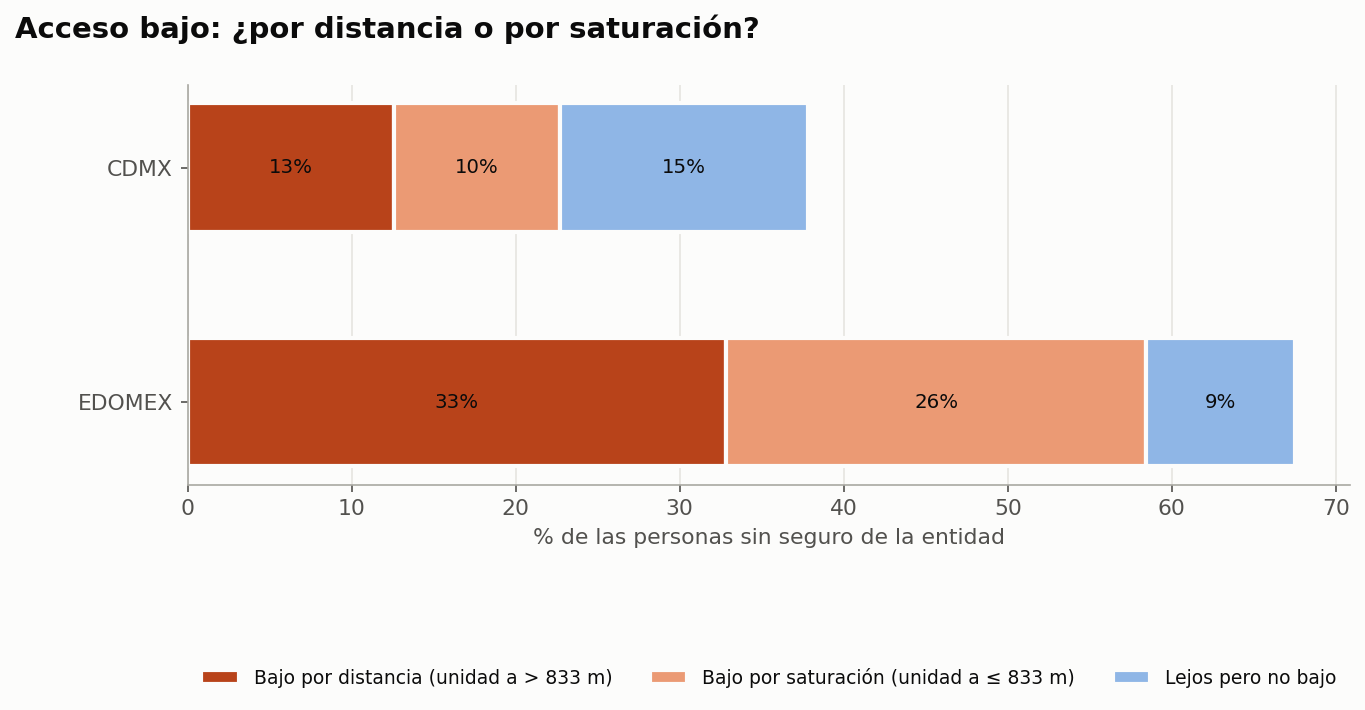 Acceso bajo: ¿por distancia o por saturación?
CDMX
13%
10%
15%
EDOMEX
33%
26%
9%
0 10 20 30 40 50 60 70
% de las personas sin seguro de la entidad
Bajo por distancia (unidad a > 833 m)
Bajo por saturación (unidad a ≤ 833 m)
Lejos pero no bajo